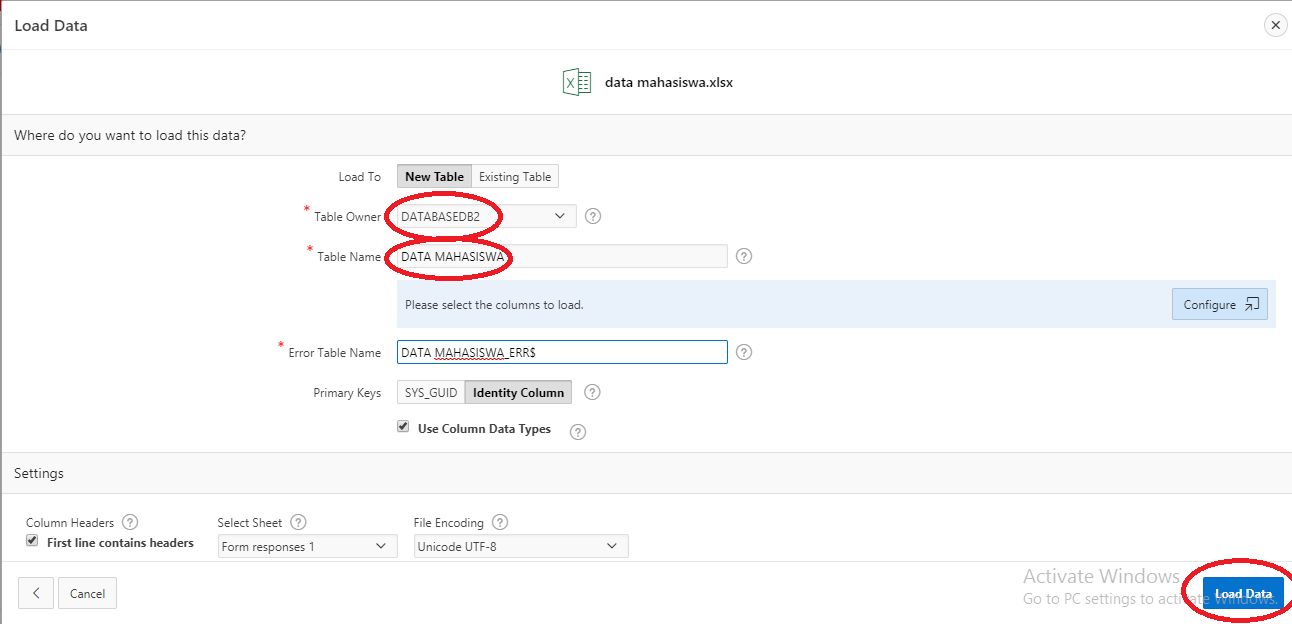 Load Data
data mahasiswa.xlsx
Where do you want to load this data?
Load To New Table Existing Table
* Table Owner DATABASEDB2 ?
* Table Name DATA MAHASISWA ?
Please select the columns to load. Configure
* Error Table Name DATA MAHASISWA_ERR$ ?
Primary Keys SYS_GUID Identity Column ?
Use Column Data Types ?
Settings
Column Headers ? Select Sheet ? File Encoding ?
First line contains headers Form responses 1 Unicode UTF-8
Activate Windows
Go to PC settings to activate Windows.
Cancel Load Data